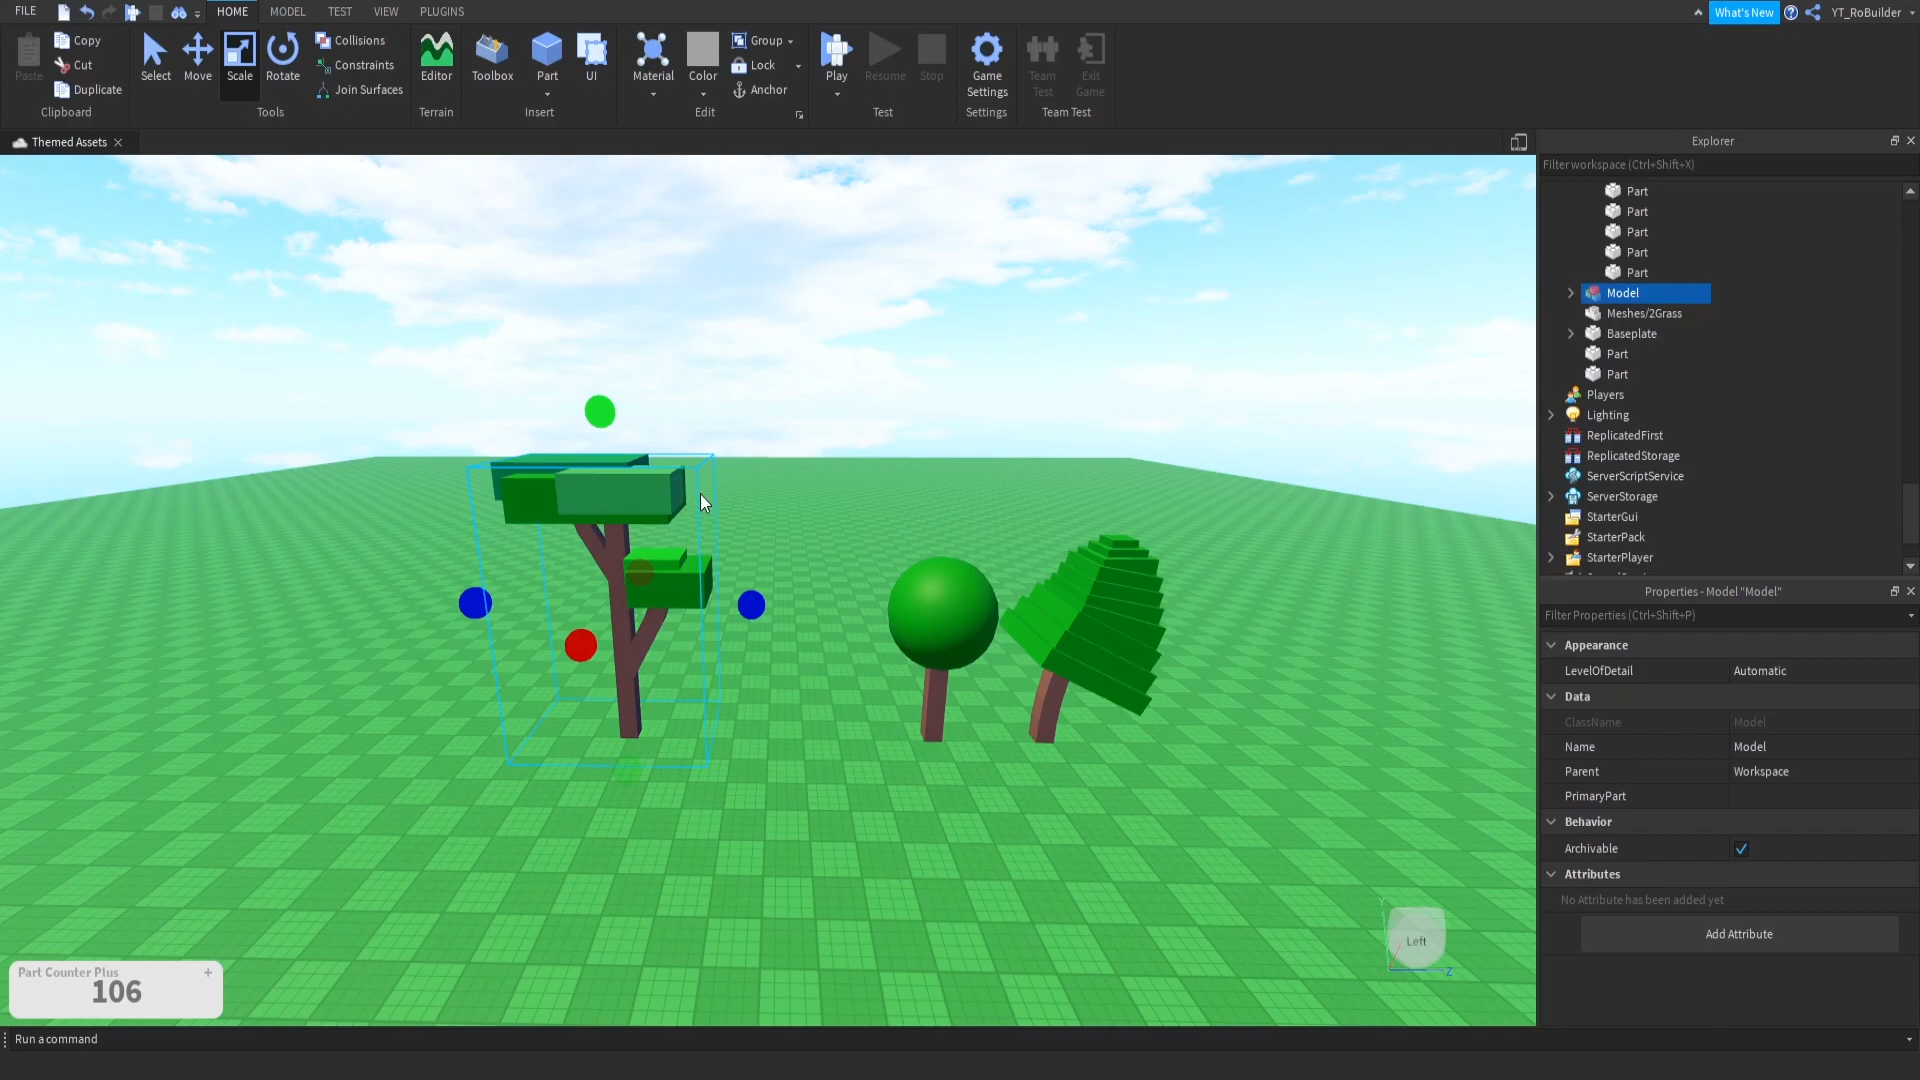 FILE
HOME
MODEL
TEST
VIEW
PLUGINS
What's New
YT_RoBuilder
Paste
Copy
Cut
Duplicate
Clipboard
Select
Move
Scale
Rotate
Collisions
Constraints
Join Surfaces
Tools
Editor
Terrain
Toolbox
Part
UI
Insert
Material
Color
Group
Lock
Anchor
Edit
Play
Resume
Stop
Test
Game
Settings
Settings
Team
Test
Exit
Game
Team Test
Themed Assets
Explorer
Filter workspace (Ctrl+Shift+X)
Part
Part
Part
Part
Part
Model
Meshes/2Grass
Baseplate
Part
Part
Players
Lighting
ReplicatedFirst
ReplicatedStorage
ServerScriptService
ServerStorage
StarterGui
StarterPack
StarterPlayer
Properties - Model "Model"
Filter Properties (Ctrl+Shift+P)
Appearance
LevelOfDetail Automatic
Data
ClassName Model
Name Model
Parent Workspace
PrimaryPart
Behavior
Archivable
Attributes
No Attribute has been added yet
Add Attribute
Y
Left
Z
Part Counter Plus +
106
Run a command